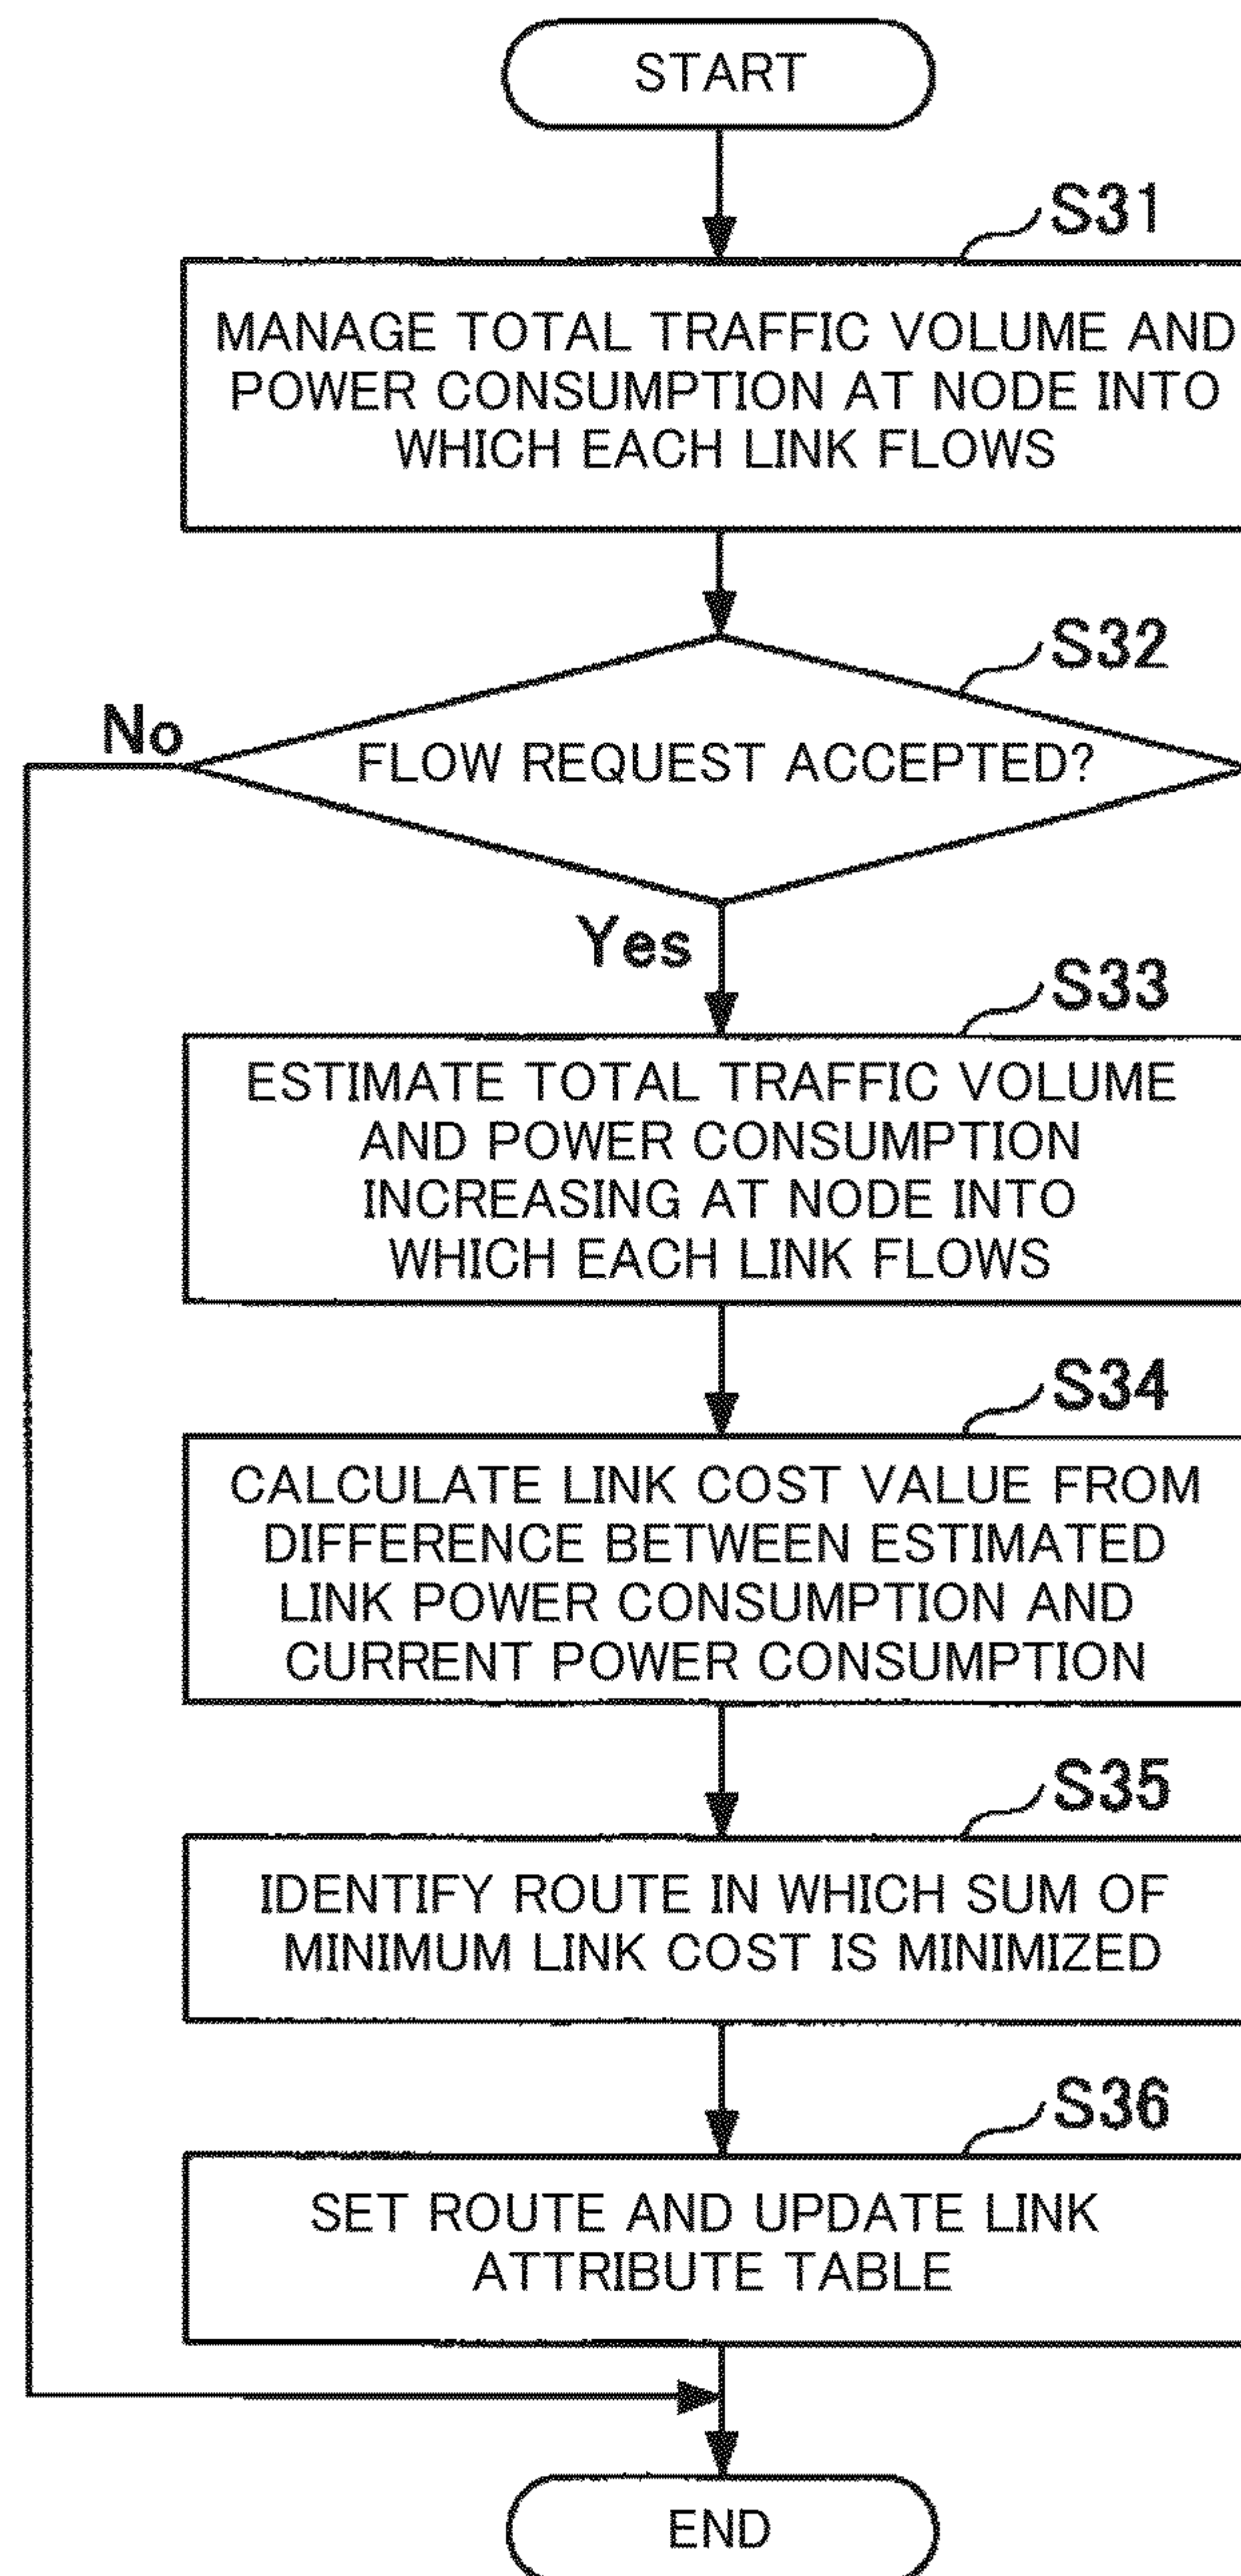 START
S31
MANAGE TOTAL TRAFFIC VOLUME AND
POWER CONSUMPTION AT NODE INTO
WHICH EACH LINK FLOWS
S32
No
FLOW REQUEST ACCEPTED?
Yes
S33
ESTIMATE TOTAL TRAFFIC VOLUME
AND POWER CONSUMPTION
INCREASING AT NODE INTO
WHICH EACH LINK FLOWS
S34
CALCULATE LINK COST VALUE FROM
DIFFERENCE BETWEEN ESTIMATED
LINK POWER CONSUMPTION AND
CURRENT POWER CONSUMPTION
S35
IDENTIFY ROUTE IN WHICH SUM OF
MINIMUM LINK COST IS MINIMIZED
S36
SET ROUTE AND UPDATE LINK
ATTRIBUTE TABLE
END